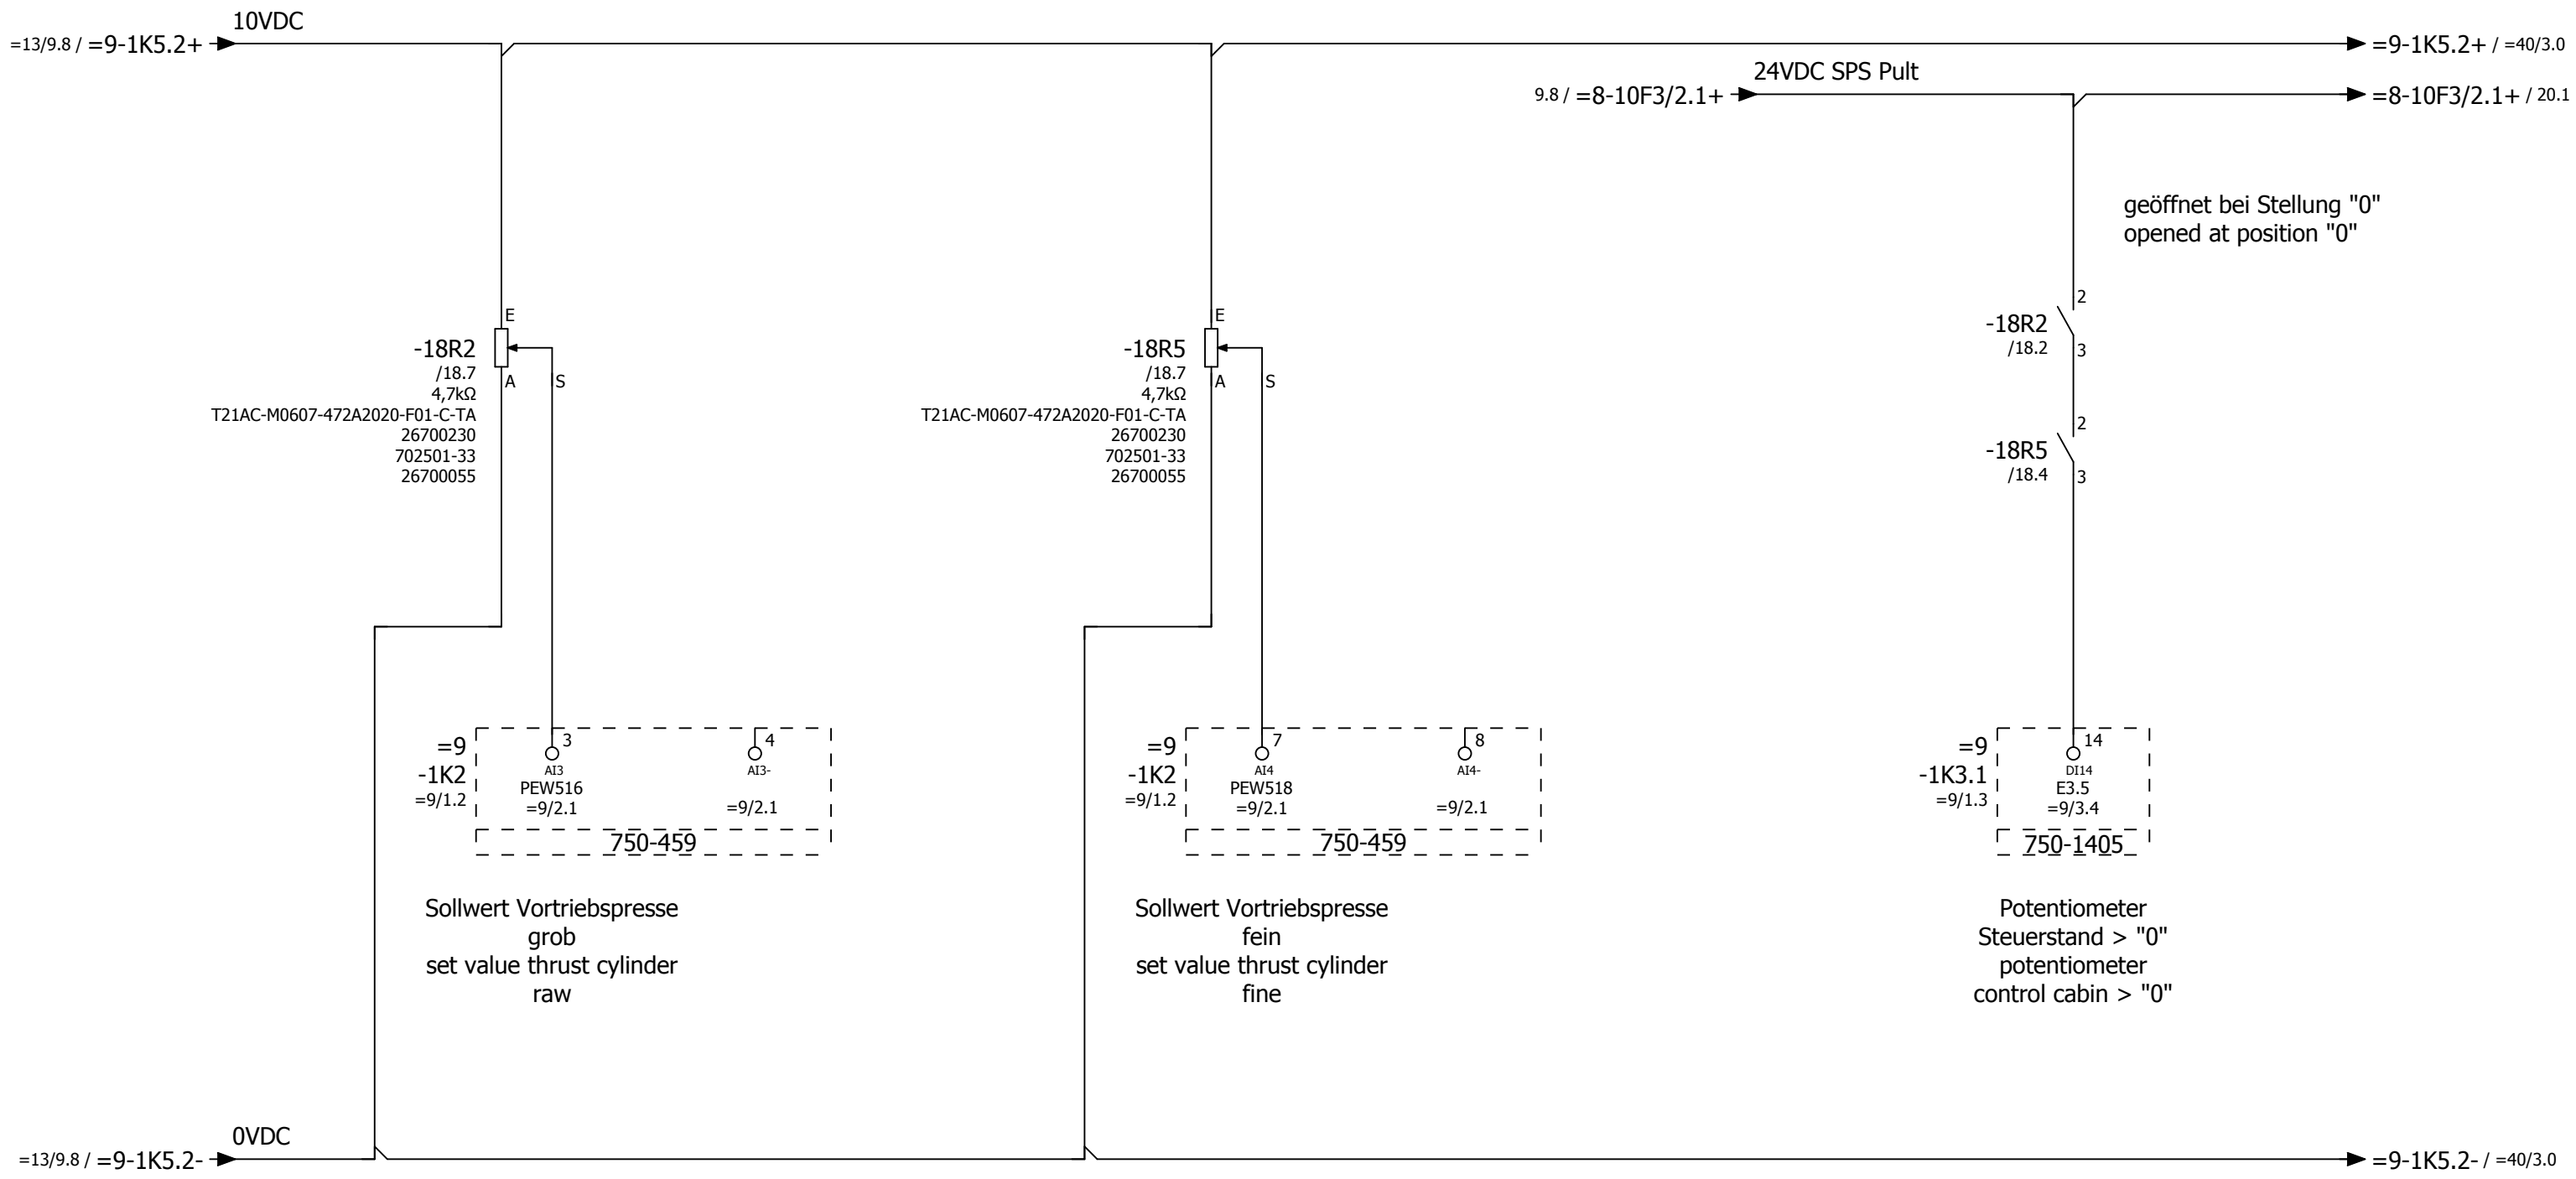 10VDC
=13/9.8 / =9-1K5.2+
=9-1K5.2+ / =40/3.0
24VDC SPS Pult
9.8 / =8-10F3/2.1+
=8-10F3/2.1+ / 20.1
geöffnet bei Stellung "0"
opened at position "0"
E
-18R2
/18.7
4,7kΩ
T21AC-M0607-472A2020-F01-C-TA
26700230
702501-33
26700055
A
S
E
-18R5
/18.7
4,7kΩ
T21AC-M0607-472A2020-F01-C-TA
26700230
702501-33
26700055
A
S
2
-18R2
/18.2
3
2
-18R5
/18.4
3
=9
-1K2
=9/1.2
3
AI3
PEW516
=9/2.1
4
AI3-
=9/2.1
750-459
=9
-1K2
=9/1.2
7
AI4
PEW518
=9/2.1
8
AI4-
=9/2.1
750-459
=9
-1K3.1
=9/1.3
14
DI14
E3.5
=9/3.4
750-1405
Sollwert Vortriebspresse
grob
set value thrust cylinder
raw
Sollwert Vortriebspresse
fein
set value thrust cylinder
fine
Potentiometer
Steuerstand > "0"
potentiometer
control cabin > "0"
0VDC
=13/9.8 / =9-1K5.2-
=9-1K5.2- / =40/3.0